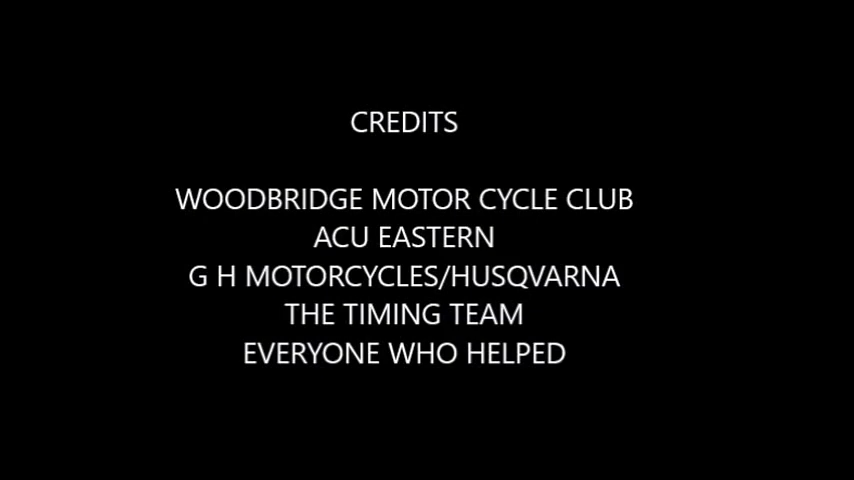 CREDITS
WOODBRIDGE MOTOR CYCLE CLUB
ACU EASTERN
G H MOTORCYCLES/HUSQVARNA
THE TIMING TEAM
EVERYONE WHO HELPED